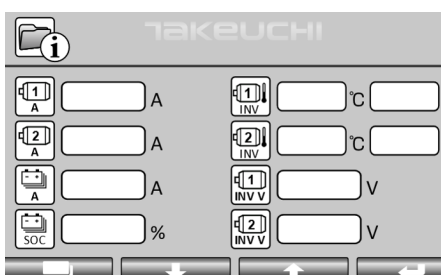 TAKEUCHI
i
1 A A
1 INV ℃
2 A A
2 INV ℃
A A
1 INV V V
SOC %
2 INV V V